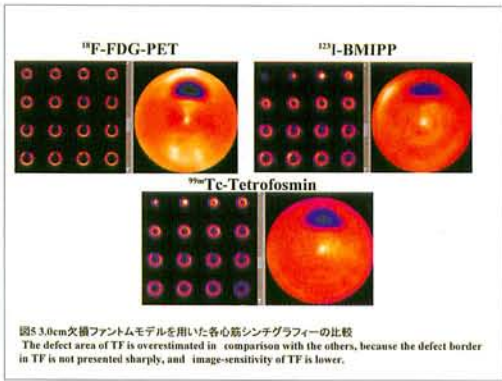 ¹⁸F-FDG-PET
¹²³I-BMIPP
⁹⁹ᵐTc-Tetrofosmin
図5 3.0cm欠損ファントムモデルを用いた各心筋シンチグラフィーの比較
The defect area of TF is overestimated in comparison with the others, because the defect border
in TF is not presented sharply, and image-sensitivity of TF is lower.